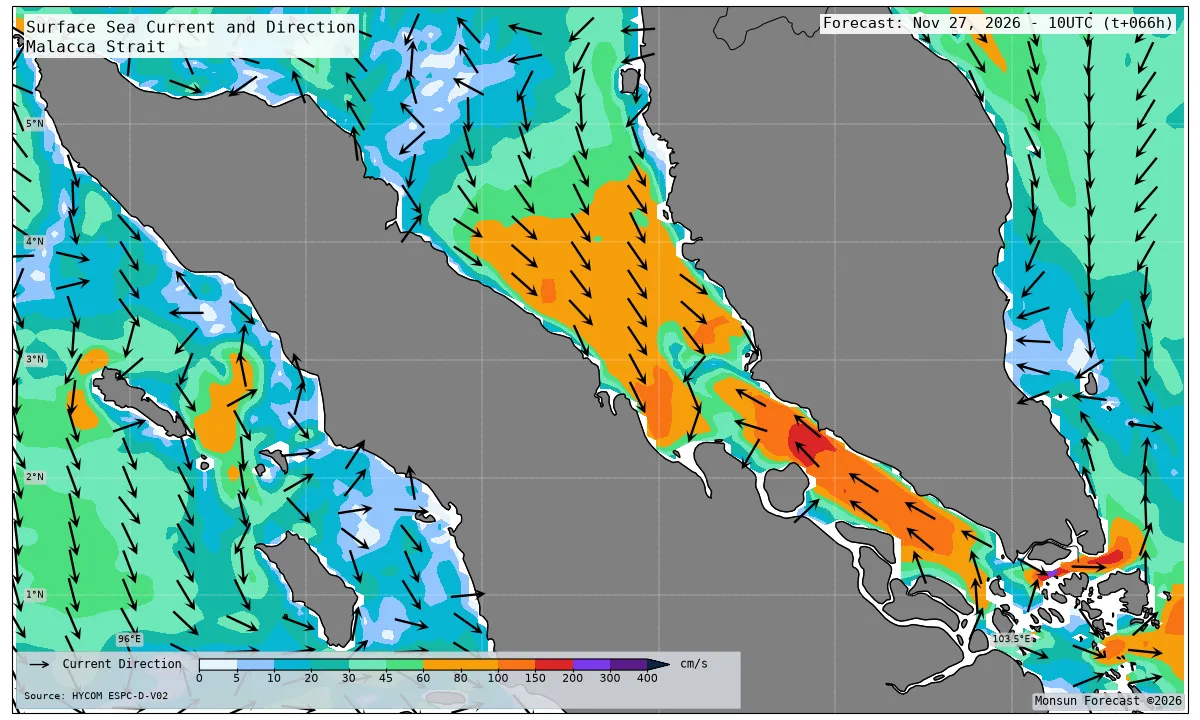 Surface Sea Current and Direction
Malacca Strait
Forecast: Nov 27, 2026 - 10UTC (t+066h)
5°N
4°N
3°N
2°N
1°N
96°E
103.5°E
Current Direction
0 5 10 20 30 45 60 80 100 150 200 300 400
cm/s
Source: HYCOM ESPC-D-V02
Monsun Forecast ©2026